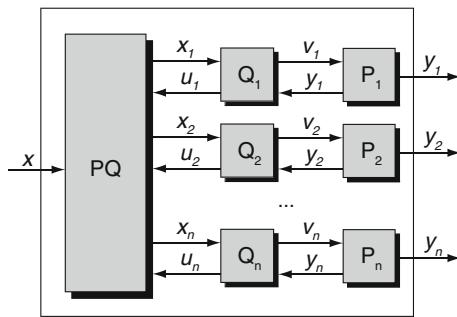 x₁ v₁ y₁
Q₁ P₁
u₁ y₁
x₂ v₂ y₂
Q₂ P₂
x PQ u₂ y₂
...
xₙ vₙ yₙ
Qₙ Pₙ
uₙ yₙ